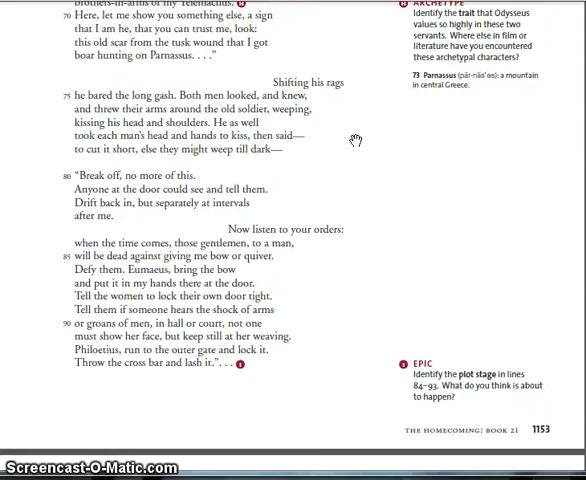 brothers-in-arms of my Telemachus. H
70 Here, let me show you something else, a sign
that I am he, that you can trust me, look:
this old scar from the tusk wound that I got
boar hunting on Parnassus. . . .”
Shifting his rags
75 he bared the long gash. Both men looked, and knew,
and threw their arms around the old soldier, weeping,
kissing his head and shoulders. He as well
took each man’s head and hands to kiss, then said—
to cut it short, else they might weep till dark—
80 “Break off, no more of this.
Anyone at the door could see and tell them.
Drift back in, but separately at intervals
after me.
Now listen to your orders:
when the time comes, those gentlemen, to a man,
85 will be dead against giving me bow or quiver.
Defy them. Eumaeus, bring the bow
and put it in my hands there at the door.
Tell the women to lock their own door tight.
Tell them if someone hears the shock of arms
90 or groans of men, in hall or court, not one
must show her face, but keep still at her weaving.
Philoetius, run to the outer gate and lock it.
Throw the cross bar and lash it.”. . . I
H ARCHETYPE
Identify the trait that Odysseus
values so highly in these two
servants. Where else in film or
literature have you encountered
these archetypal characters?
73 Parnassus (pär-năsʹəs): a mountain
in central Greece.
I EPIC
Identify the plot stage in lines
84–93. What do you think is about
to happen?
THE HOMECOMING: BOOK 21 1153
Screencast-O-Matic.com